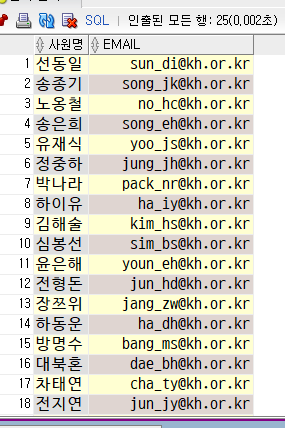 SQL | 인출된 모든 행: 25(0,002초)
사원명 EMAIL
1 선동일 sun_di@kh.or.kr
2 송종기 song_jk@kh.or.kr
3 노옹철 no_hc@kh.or.kr
4 송은희 song_eh@kh.or.kr
5 유재식 yoo_js@kh.or.kr
6 정중하 jung_jh@kh.or.kr
7 박나라 pack_nr@kh.or.kr
8 하이유 ha_iy@kh.or.kr
9 김해술 kim_hs@kh.or.kr
10 심봉선 sim_bs@kh.or.kr
11 윤은해 youn_eh@kh.or.kr
12 전형돈 jun_hd@kh.or.kr
13 장쯔위 jang_zw@kh.or.kr
14 하동운 ha_dh@kh.or.kr
15 방명수 bang_ms@kh.or.kr
16 대북혼 dae_bh@kh.or.kr
17 차태연 cha_ty@kh.or.kr
18 전지연 jun_jy@kh.or.kr